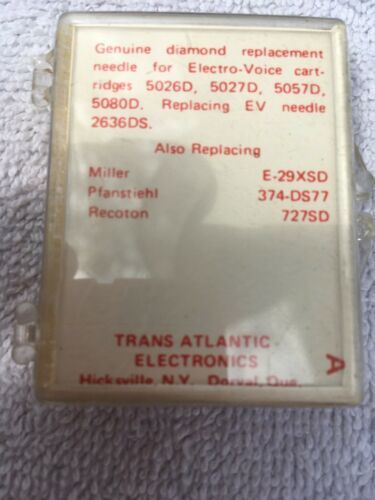 Genuine diamond replacement
needle for Electro-Voice cart-
ridges 5026D, 5027D, 5057D,
5080D. Replacing EV needle
2636DS.
Also Replacing
Miller E-29XSD
Pfanstiehl 374-DS77
Recoton 727SD
TRANS ATLANTIC
ELECTRONICS
Hicksville, N.Y. Dorval, Que.
A